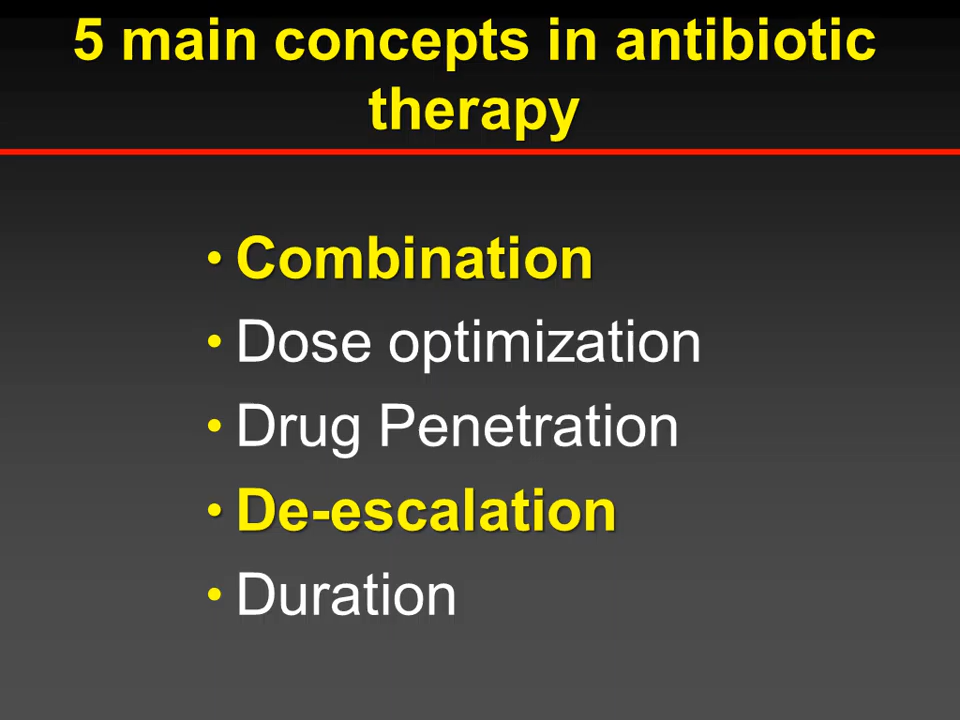 5 main concepts in antibiotic
therapy
• Combination
• Dose optimization
• Drug Penetration
• De-escalation
• Duration